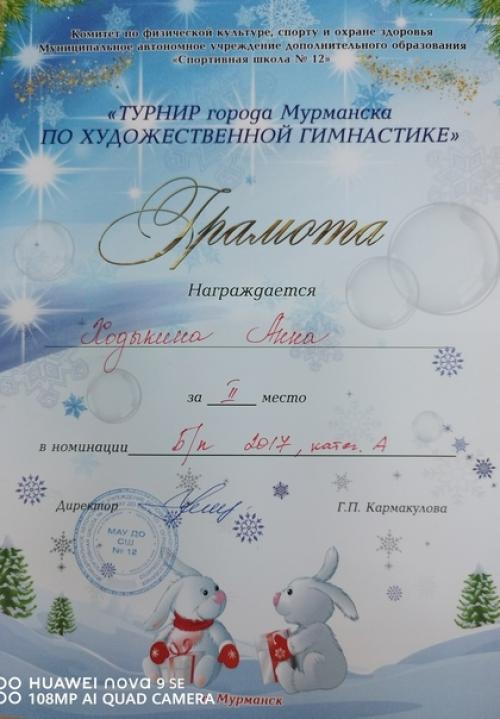 Комитет по физической культуре, спорту и охране здоровья
Муниципальное автономное учреждение дополнительного образования
«Спортивная школа № 12»
«ТУРНИР города Мурманска
ПО ХУДОЖЕСТВЕННОЙ ГИМНАСТИКЕ»
Грамота
Награждается
Ходыкина Анна
за II место
в номинации Б/п 2017, катег. А
Директор Г.П. Кармакулова
МАУ ДО
СШ
№ 12
Мурманск
HUAWEI nova 9 SE
108MP AI QUAD CAMERA